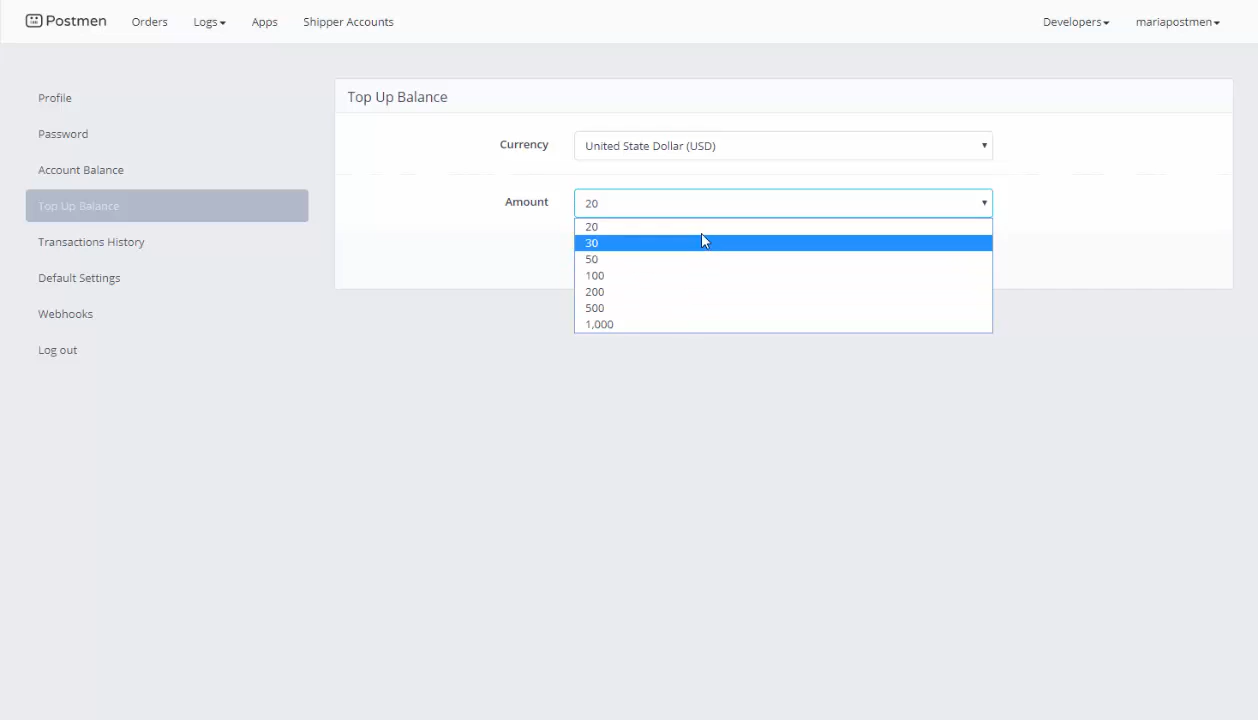 Postmen Orders Logs Apps Shipper Accounts Developers mariapostmen
Profile
Password
Account Balance
Top Up Balance
Transactions History
Default Settings
Webhooks
Log out
Top Up Balance
Currency United State Dollar (USD)
Amount 20
20
30
50
100
200
500
1,000